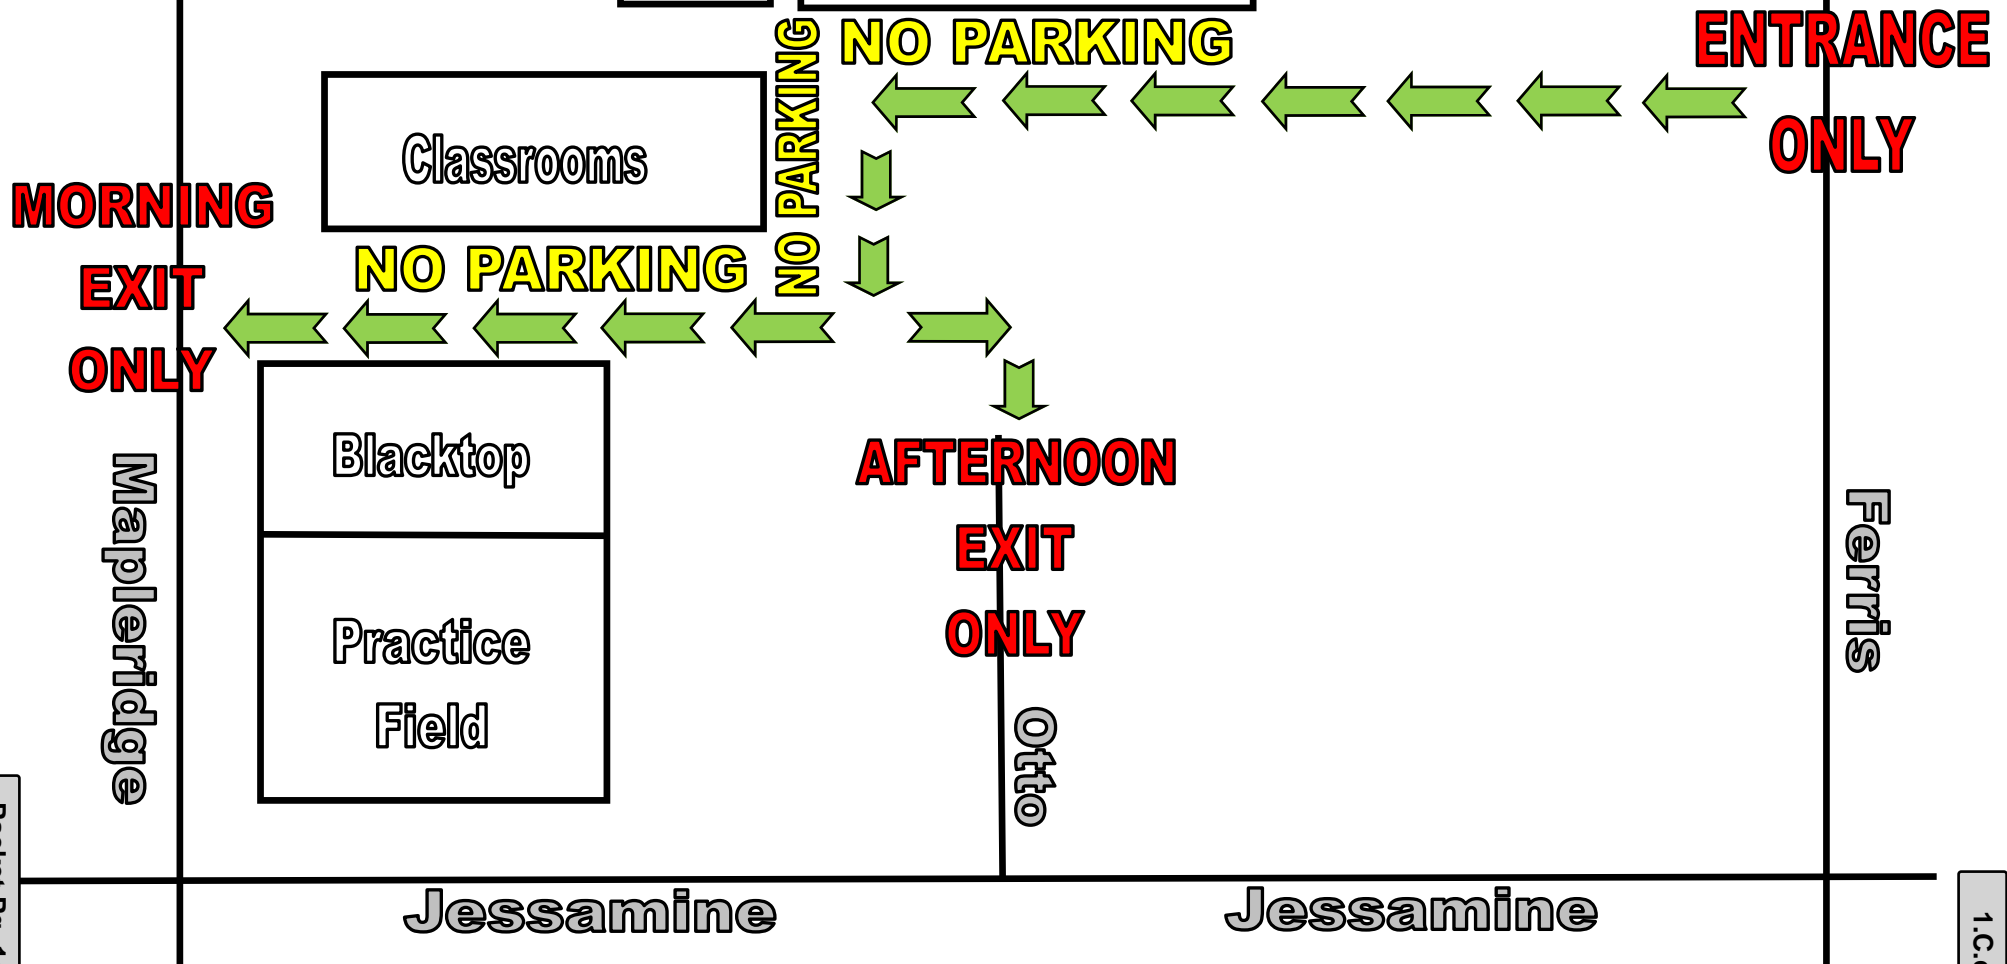 NO PARKING
ENTRANCE
ONLY
NO PARKING
Classrooms
MORNING
EXIT
ONLY
NO PARKING
Blacktop
AFTERNOON
EXIT
ONLY
Mapleridge
Ferris
Practice
Field
Otto
Jessamine
Jessamine